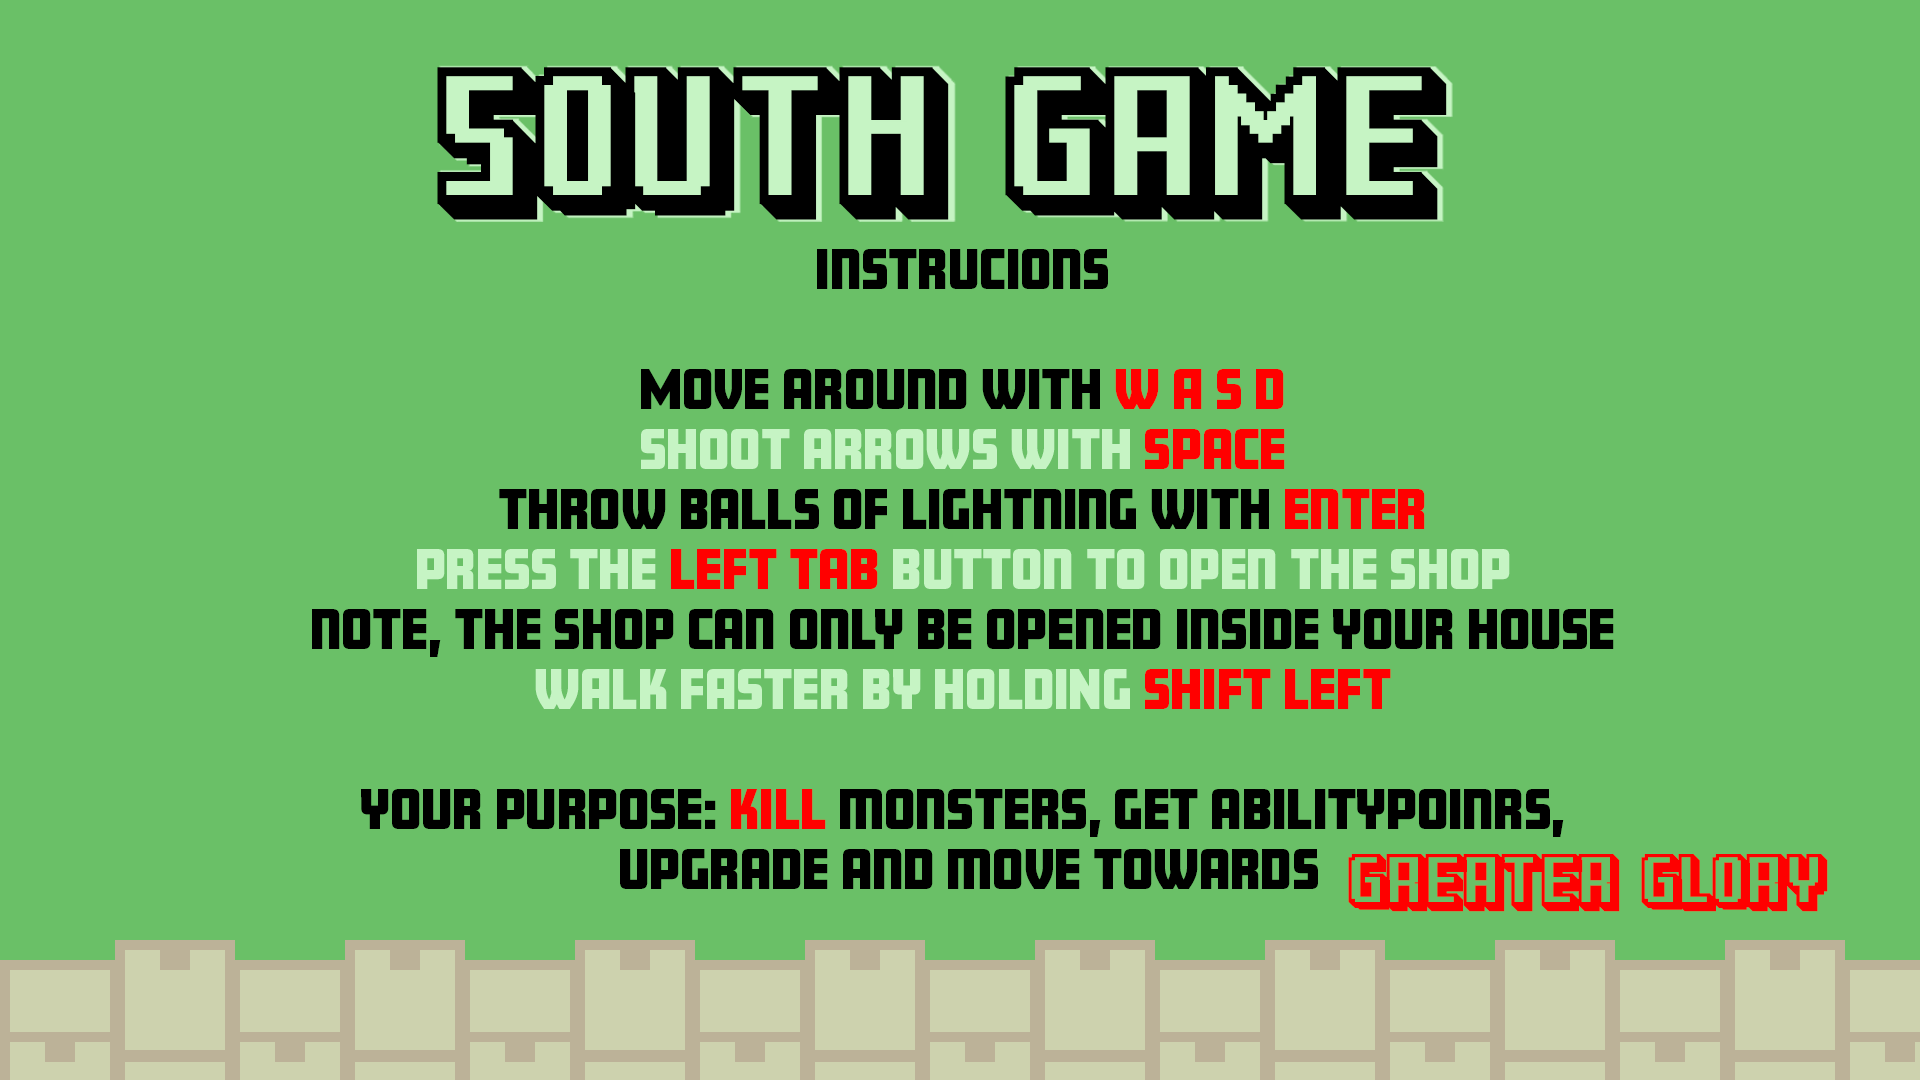 SOUTH GAME
INSTRUCIONS
MOVE AROUND WITH W A S D
SHOOT ARROWS WITH SPACE
THROW BALLS OF LIGHTNING WITH ENTER
PRESS THE LEFT TAB BUTTON TO OPEN THE SHOP
NOTE, THE SHOP CAN ONLY BE OPENED INSIDE YOUR HOUSE
WALK FASTER BY HOLDING SHIFT LEFT
YOUR PURPOSE: KILL MONSTERS, GET ABILITYPOINRS,
UPGRADE AND MOVE TOWARDS GREATER GLORY